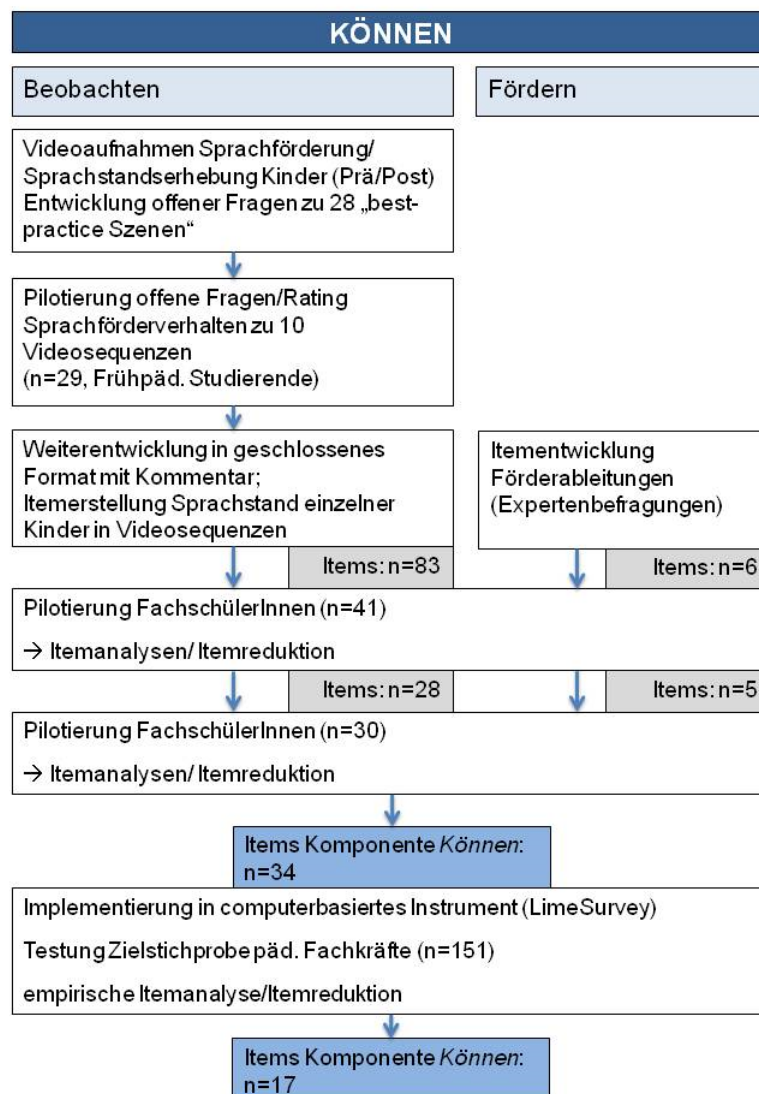 KÖNNEN
Beobachten
Fördern
Videoaufnahmen Sprachförderung/
Sprachstandserhebung Kinder (Prä/Post)
Entwicklung offener Fragen zu 28 „best-
practice Szenen“
Pilotierung offene Fragen/Rating
Sprachförderverhalten zu 10
Videosequenzen
(n=29, Frühpäd. Studierende)
Weiterentwicklung in geschlossenes
Format mit Kommentar;
Itemerstellung Sprachstand einzelner
Kinder in Videosequenzen
Itementwicklung
Förderableitungen
(Expertenbefragungen)
Items: n=83
Items: n=6
Pilotierung FachschülerInnen (n=41)
→ Itemanalysen/ Itemreduktion
Items: n=28
Items: n=5
Pilotierung FachschülerInnen (n=30)
→ Itemanalysen/ Itemreduktion
Items Komponente Können:
n=34
Implementierung in computerbasiertes Instrument (LimeSurvey)
Testung Zielstichprobe päd. Fachkräfte (n=151)
empirische Itemanalyse/Itemreduktion
Items Komponente Können:
n=17